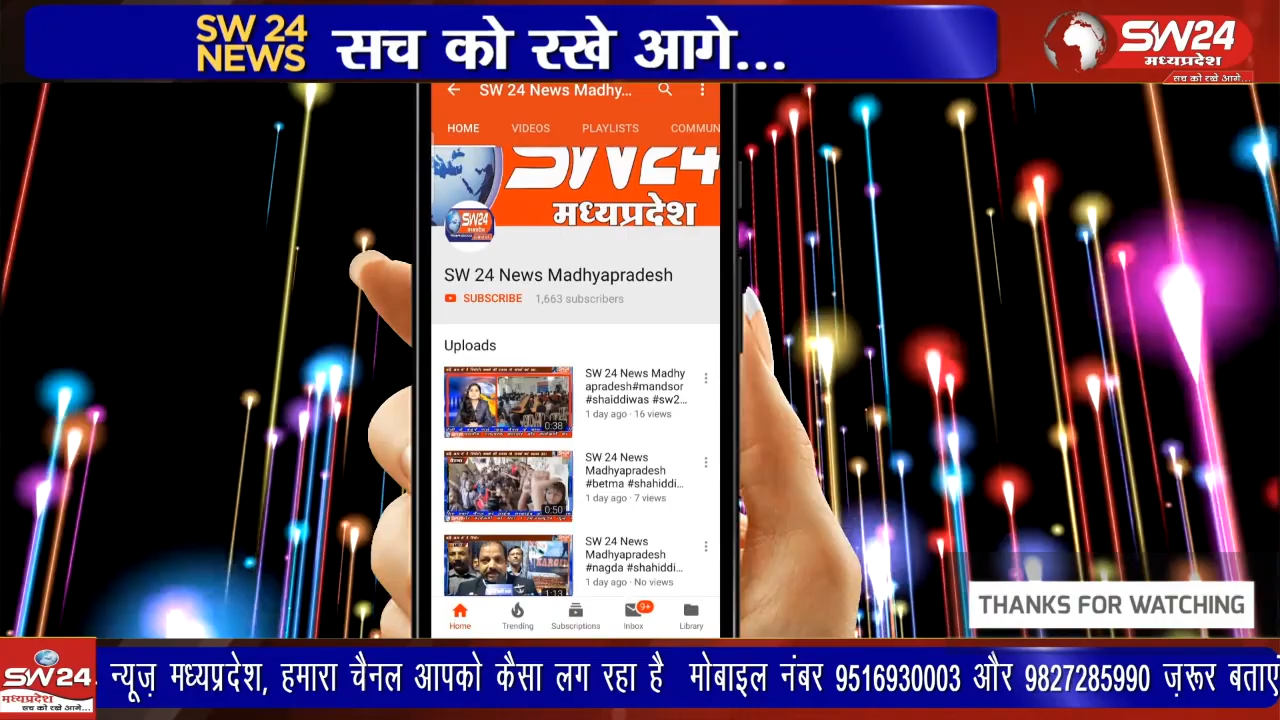 SW 24
NEWS
सच को रखे आगे...
SW24
मध्यप्रदेश
सच को रखे आगे...
SW 24 News Madhy...
HOME VIDEOS PLAYLISTS COMMUN
SW24
मध्यप्रदेश
SW24
SW 24 News Madhyapradesh
SUBSCRIBE 1,663 subscribers
Uploads
SW 24 News Madhy
apradesh#mandsor
#shaiddiwas #sw2...
1 day ago · 16 views
0:38
SW 24 News
Madhyapradesh
#betma #shahiddi...
1 day ago · 7 views
0:50
SW 24 News
Madhyapradesh
#nagda #shahiddi...
1 day ago · No views
1:13
9+
Home Trending Subscriptions Inbox Library
THANKS FOR WATCHING
SW24
मध्यप्रदेश
सच को रखे आगे...
न्यूज़ मध्यप्रदेश, हमारा चैनल आपको कैसा लग रहा है मोबाइल नंबर 9516930003 और 9827285990 ज़रूर बताएं